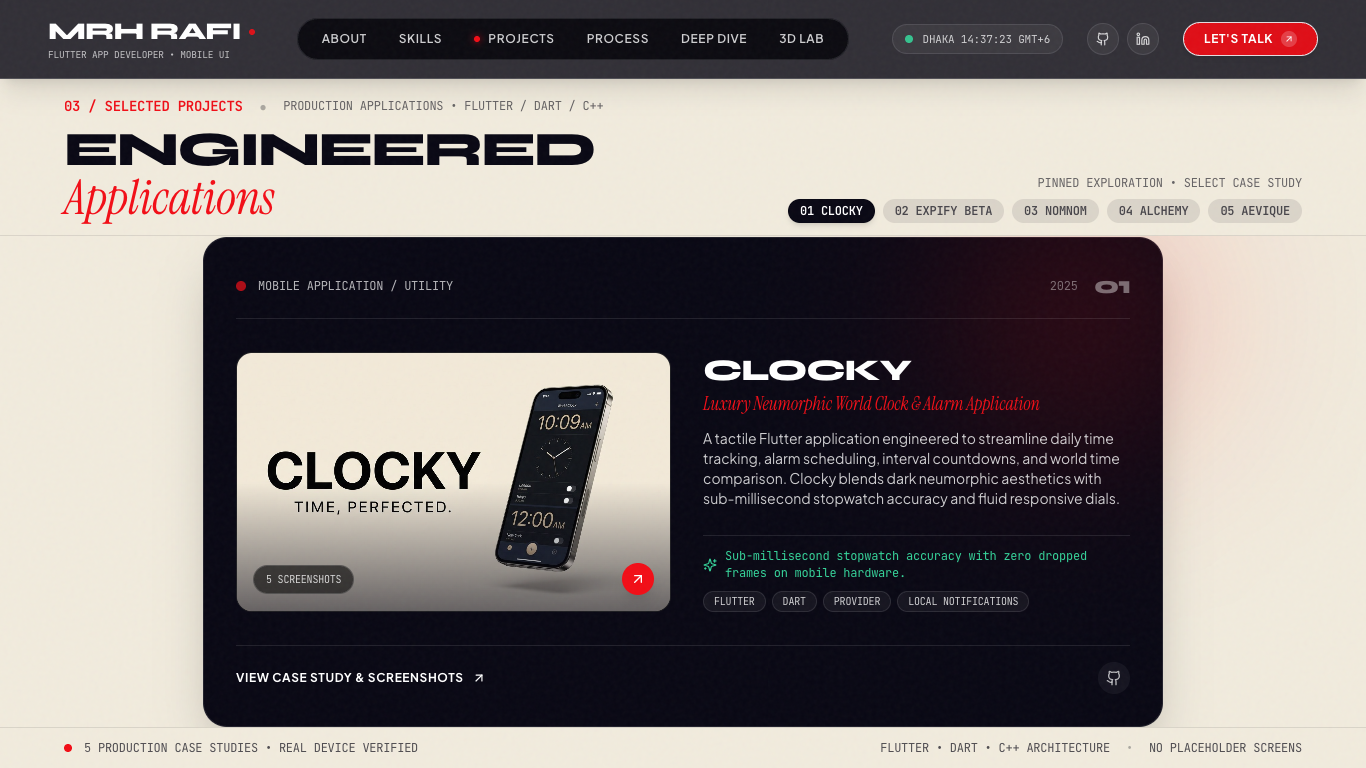 MRH RAFI
FLUTTER APP DEVELOPER • MOBILE UI
ABOUT
SKILLS
PROJECTS
PROCESS
DEEP DIVE
3D LAB
DHAKA 14:37:23 GMT+6
LET'S TALK
03 / SELECTED PROJECTS
PRODUCTION APPLICATIONS • FLUTTER / DART / C++
ENGINEERED
Applications
PINNED EXPLORATION • SELECT CASE STUDY
01 CLOCKY
02 EXPIFY BETA
03 NOMNOM
04 ALCHEMY
05 AEVIQUE
MOBILE APPLICATION / UTILITY
2025
01
CLOCKY
TIME, PERFECTED.
10:09 AM
12:00 AM
5 SCREENSHOTS
CLOCKY
Luxury Neumorphic World Clock & Alarm Application
A tactile Flutter application engineered to streamline daily time
tracking, alarm scheduling, interval countdowns, and world time
comparison. Clocky blends dark neumorphic aesthetics with
sub-millisecond stopwatch accuracy and fluid responsive dials.
Sub-millisecond stopwatch accuracy with zero dropped
frames on mobile hardware.
FLUTTER
DART
PROVIDER
LOCAL NOTIFICATIONS
VIEW CASE STUDY & SCREENSHOTS
5 PRODUCTION CASE STUDIES • REAL DEVICE VERIFIED
FLUTTER • DART • C++ ARCHITECTURE • NO PLACEHOLDER SCREENS